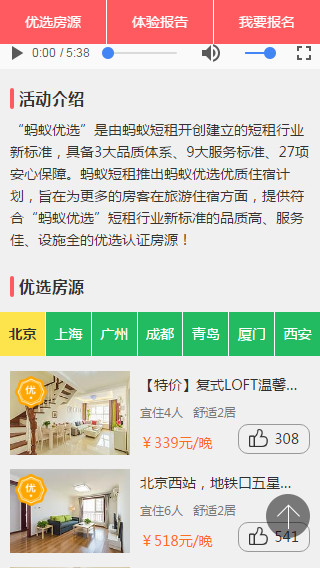 优选房源 体验报告 我要报名
0:00 / 5:38
活动介绍
“蚂蚁优选”是由蚂蚁短租开创建立的短租行业
新标准，具备3大品质体系、9大服务标准、27项
安心保障。蚂蚁短租推出蚂蚁优选优质住宿计
划，旨在为更多的房客在旅游住宿方面，提供符
合“蚂蚁优选”短租行业新标准的品质高、服务
佳、设施全的优选认证房源！
优选房源
北京 上海 广州 成都 青岛 厦门 西安
优
【特价】复式LOFT温馨...
宜住4人 舒适2居
￥339元/晚 308
优
北京西站，地铁口五星...
宜住6人 舒适2居
￥518元/晚 541